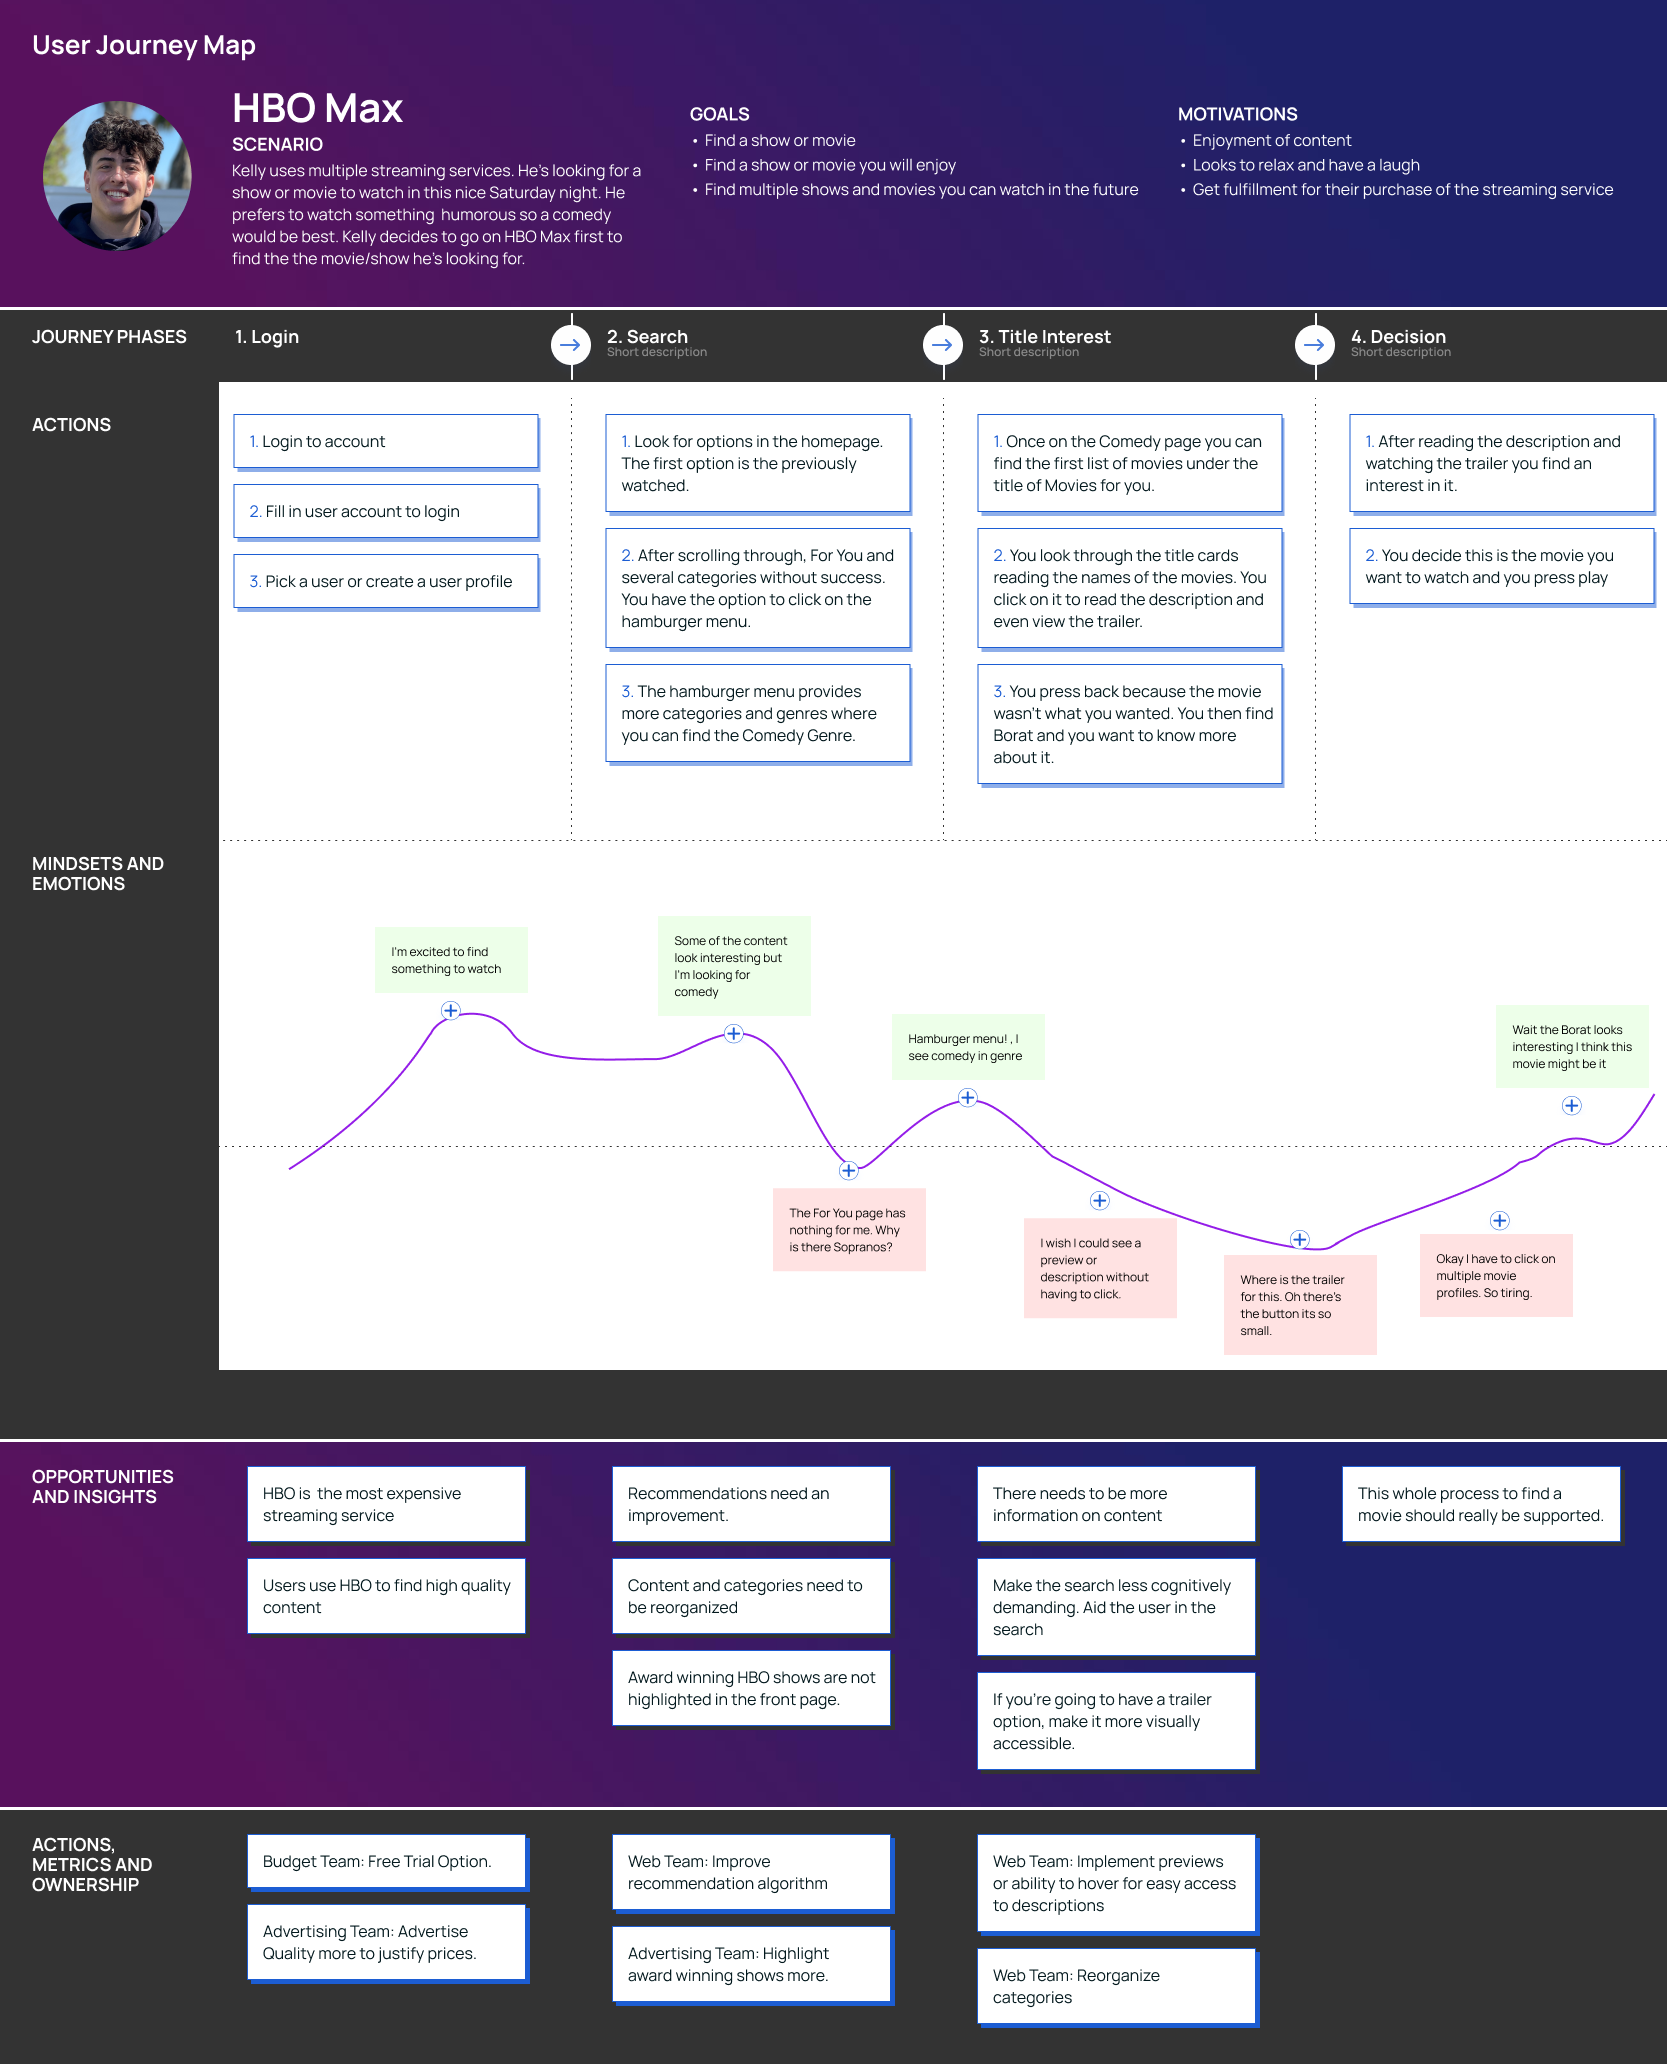 User Journey Map
HBO Max
SCENARIO
Kelly uses multiple streaming services. He's looking for a
show or movie to watch in this nice Saturday night. He
prefers to watch something  humorous so a comedy
would be best. Kelly decides to go on HBO Max first to
find the the movie/show he's looking for.
GOALS
• Find a show or movie
• Find a show or movie you will enjoy
• Find multiple shows and movies you can watch in the future
MOTIVATIONS
• Enjoyment of content
• Looks to relax and have a laugh
• Get fulfillment for their purchase of the streaming service
JOURNEY PHASES
1. Login
2. Search
Short description
3. Title Interest
Short description
4. Decision
Short description
ACTIONS
1. Login to account
2. Fill in user account to login
3. Pick a user or create a user profile
1. Look for options in the homepage.
The first option is the previously
watched.
2. After scrolling through, For You and
several categories without success.
You have the option to click on the
hamburger menu.
3. The hamburger menu provides
more categories and genres where
you can find the Comedy Genre.
1. Once on the Comedy page you can
find the first list of movies under the
title of Movies for you.
2. You look through the title cards
reading the names of the movies. You
click on it to read the description and
even view the trailer.
3. You press back because the movie
wasn't what you wanted. You then find
Borat and you want to know more
about it.
1. After reading the description and
watching the trailer you find an
interest in it.
2. You decide this is the movie you
want to watch and you press play
MINDSETS AND
EMOTIONS
I'm excited to find
something to watch
Some of the content
look interesting but
I'm looking for
comedy
The For You page has
nothing for me. Why
is there Sopranos?
Hamburger menu! , I
see comedy in genre
I wish I could see a
preview or
description without
having to click.
Where is the trailer
for this. Oh there's
the button its so
small.
Okay I have to click on
multiple movie
profiles. So tiring.
Wait the Borat looks
interesting I think this
movie might be it
OPPORTUNITIES
AND INSIGHTS
HBO is  the most expensive
streaming service
Users use HBO to find high quality
content
Recommendations need an
improvement.
Content and categories need to
be reorganized
Award winning HBO shows are not
highlighted in the front page.
There needs to be more
information on content
Make the search less cognitively
demanding. Aid the user in the
search
If you're going to have a trailer
option, make it more visually
accessible.
This whole process to find a
movie should really be supported.
ACTIONS,
METRICS AND
OWNERSHIP
Budget Team: Free Trial Option.
Advertising Team: Advertise
Quality more to justify prices.
Web Team: Improve
recommendation algorithm
Advertising Team: Highlight
award winning shows more.
Web Team: Implement previews
or ability to hover for easy access
to descriptions
Web Team: Reorganize
categories